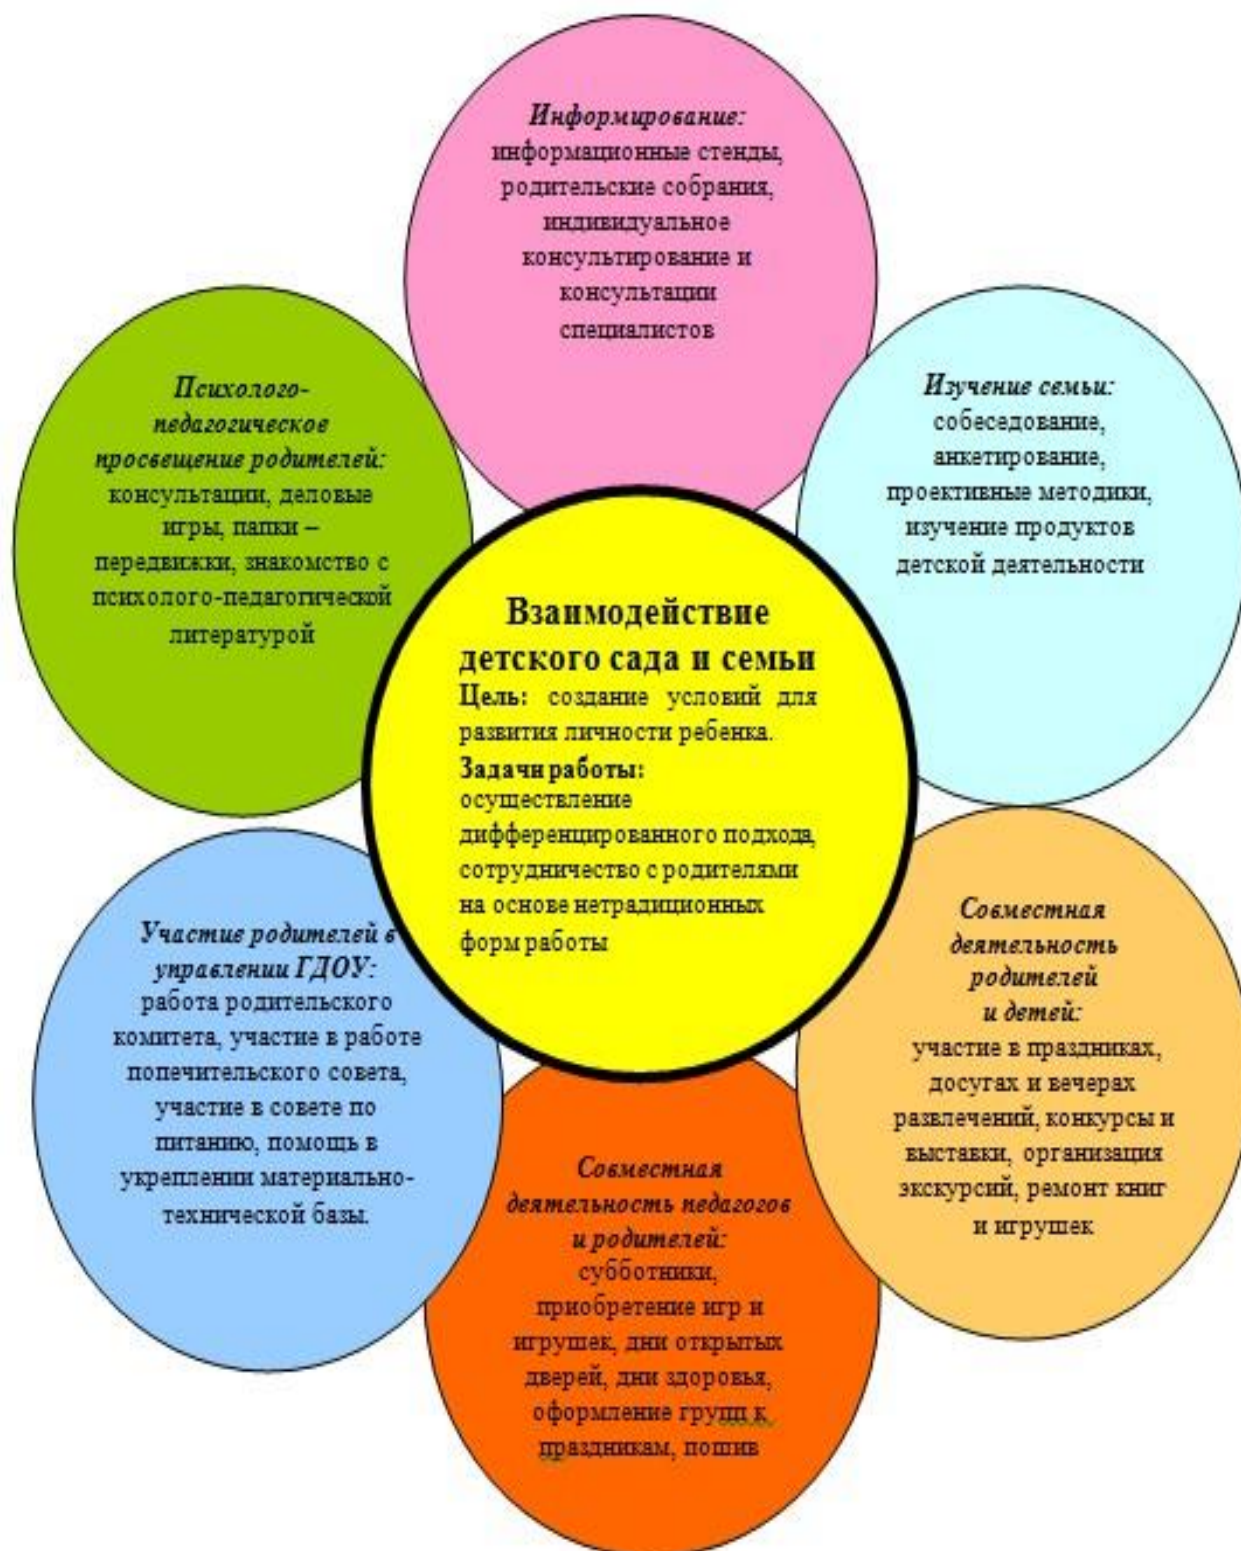 Информирование:
информационные стенды,
родительские собрания,
индивидуальное
консультирование и
консультации
специалистов
Психолого-
педагогическое
просвещение родителей:
консультации, деловые
игры, папки –
передвижки, знакомство с
психолого-педагогической
литературой
Изучение семьи:
собеседование,
анкетирование,
проективные методики,
изучение продуктов
детской деятельности
Взаимодействие
детского сада и семьи
Цель: создание условий для
развития личности ребенка.
Задачи работы:
осуществление
дифференцированного подхода,
сотрудничество с родителями
на основе нетрадиционных
форм работы
Участие родителей в
управлении ГДОУ:
работа родительского
комитета, участие в работе
попечительского совета,
участие в совете по
питанию, помощь в
укреплении материально-
технической базы.
Совместная
деятельность
родителей
и детей:
участие в праздниках,
досугах и вечерах
развлечений, конкурсы и
выставки, организация
экскурсий, ремонт книг
и игрушек
Совместная
деятельность педагогов
и родителей:
субботники,
приобретение игр и
игрушек, дни открытых
дверей, дни здоровья,
оформление групп к
праздникам, пошив